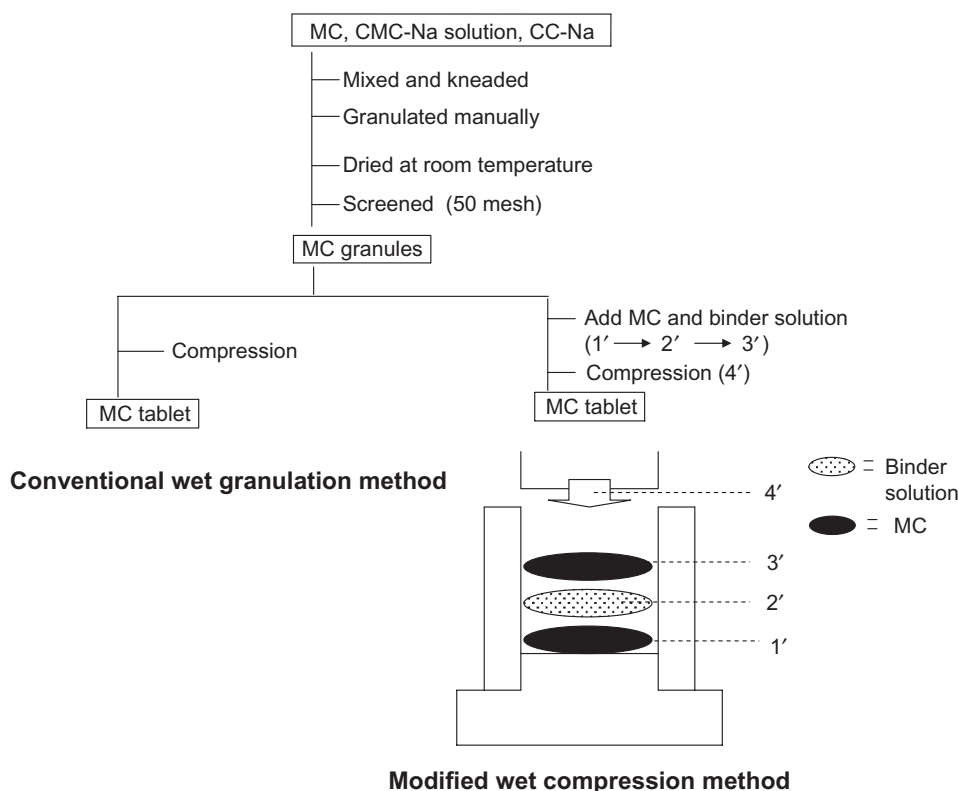 MC, CMC-Na solution, CC-Na
Mixed and kneaded
Granulated manually
Dried at room temperature
Screened (50 mesh)
MC granules
Compression
MC tablet
Add MC and binder solution
(1′ → 2′ → 3′)
Compression (4′)
MC tablet
Conventional wet granulation method
= Binder
solution
= MC
4′
3′
2′
1′
Modified wet compression method